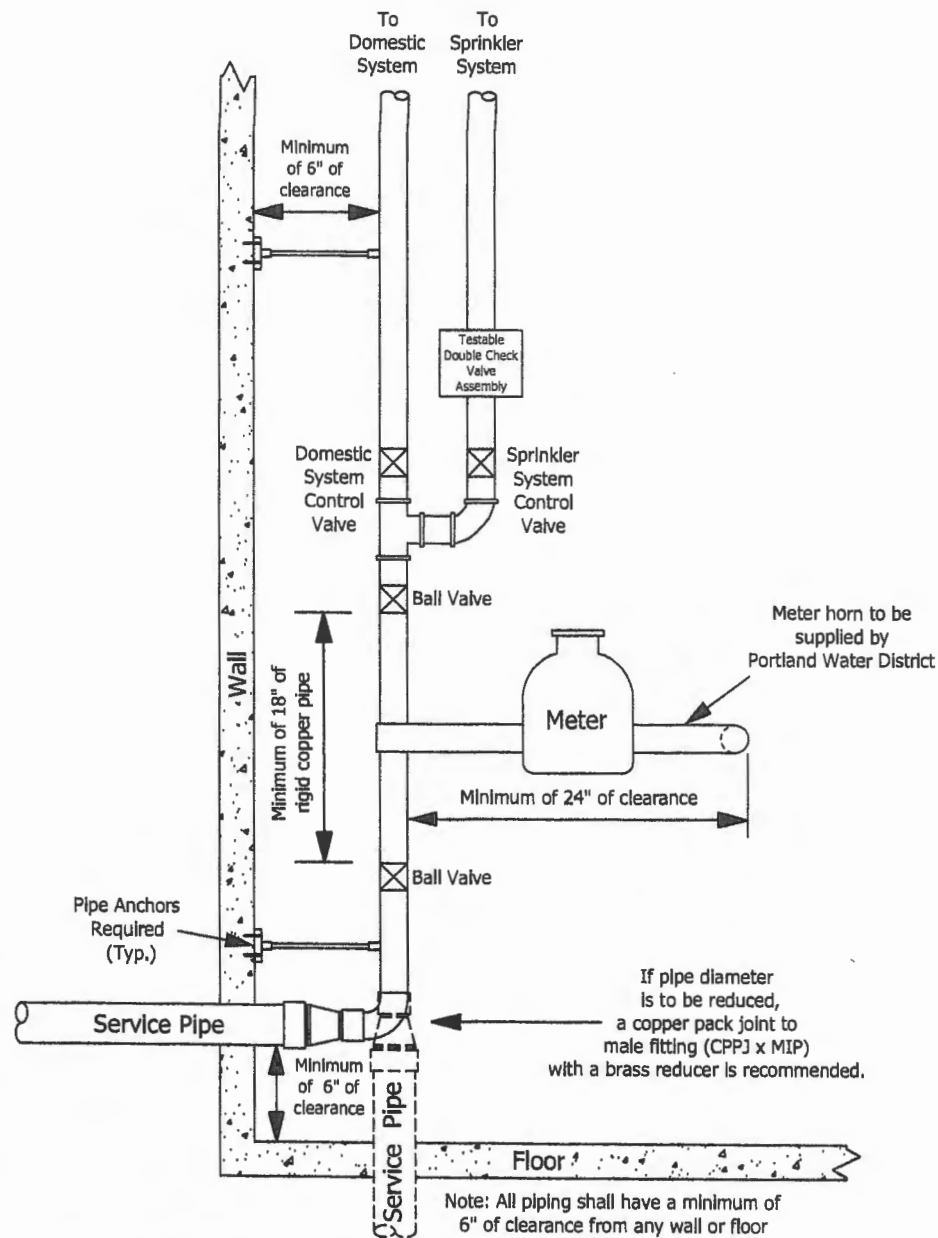 To
Domestic
System
To
Sprinkler
System
Minimum
of 6" of
clearance
Testable
Double Check
Valve
Assembly
Domestic
System
Control
Valve
Sprinkler
System
Control
Valve
Ball Valve
Meter horn to be
supplied by
Portland Water District
Wall
Minimum of 18" of
rigid copper pipe
Meter
Minimum of 24" of clearance
Ball Valve
Pipe Anchors
Required
(Typ.)
If pipe diameter
is to be reduced,
a copper pack joint to
male fitting (CPPJ x MIP)
with a brass reducer is recommended.
Service Pipe
Minimum
of 6" of
clearance
Service Pipe
Floor
Note: All piping shall have a minimum of
6" of clearance from any wall or floor